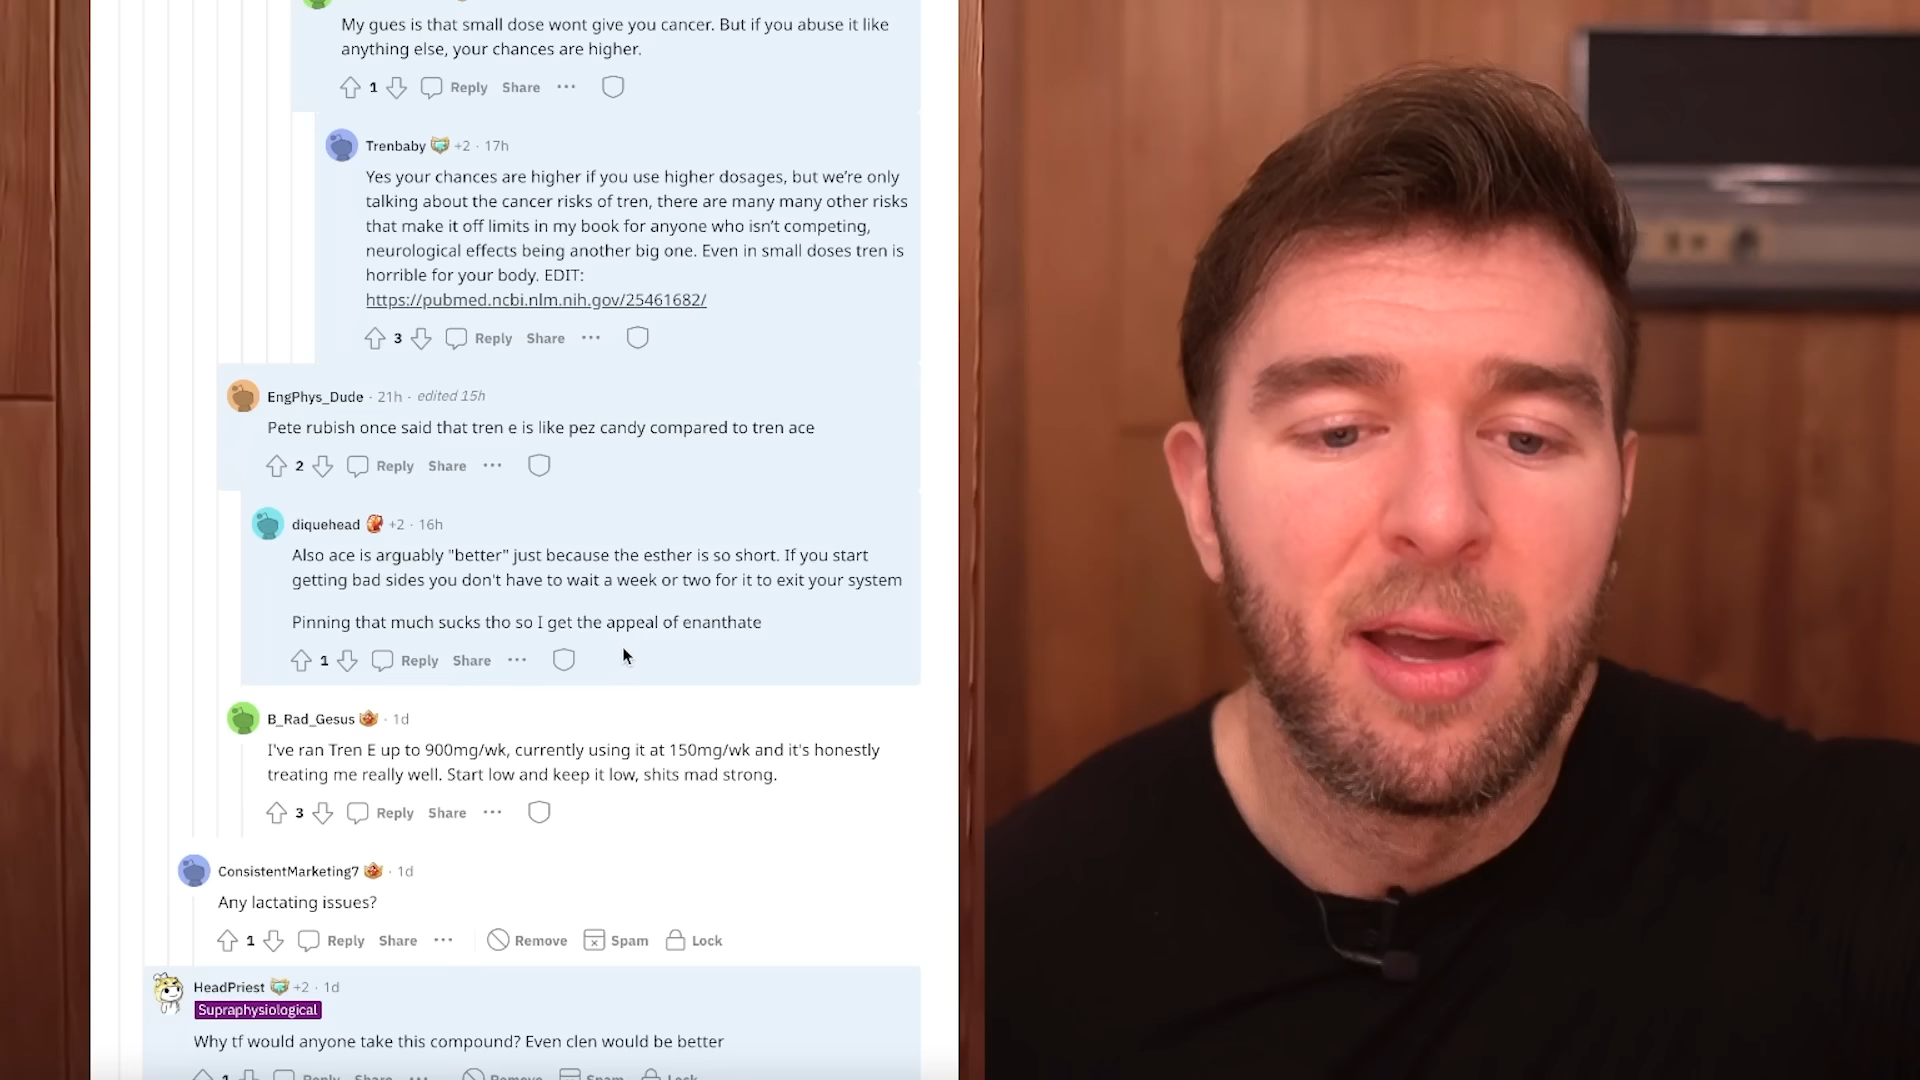 My gues is that small dose wont give you cancer. But if you abuse it like
anything else, your chances are higher.
1 Reply Share ···
Trenbaby +2 · 17h
Yes your chances are higher if you use higher dosages, but we're only
talking about the cancer risks of tren, there are many many other risks
that make it off limits in my book for anyone who isn't competing,
neurological effects being another big one. Even in small doses tren is
horrible for your body. EDIT:
https://pubmed.ncbi.nlm.nih.gov/25461682/
3 Reply Share ···
EngPhys_Dude · 21h · edited 15h
Pete rubish once said that tren e is like pez candy compared to tren ace
2 Reply Share ···
diquehead +2 · 16h
Also ace is arguably "better" just because the esther is so short. If you start
getting bad sides you don't have to wait a week or two for it to exit your system
Pinning that much sucks tho so I get the appeal of enanthate
1 Reply Share ···
B_Rad_Gesus · 1d
I've ran Tren E up to 900mg/wk, currently using it at 150mg/wk and it's honestly
treating me really well. Start low and keep it low, shits mad strong.
3 Reply Share ···
ConsistentMarketing7 · 1d
Any lactating issues?
1 Reply Share ··· Remove Spam Lock
HeadPriest +2 · 1d
Supraphysiological
Why tf would anyone take this compound? Even clen would be better
1 Reply Share ··· Remove Spam Lock